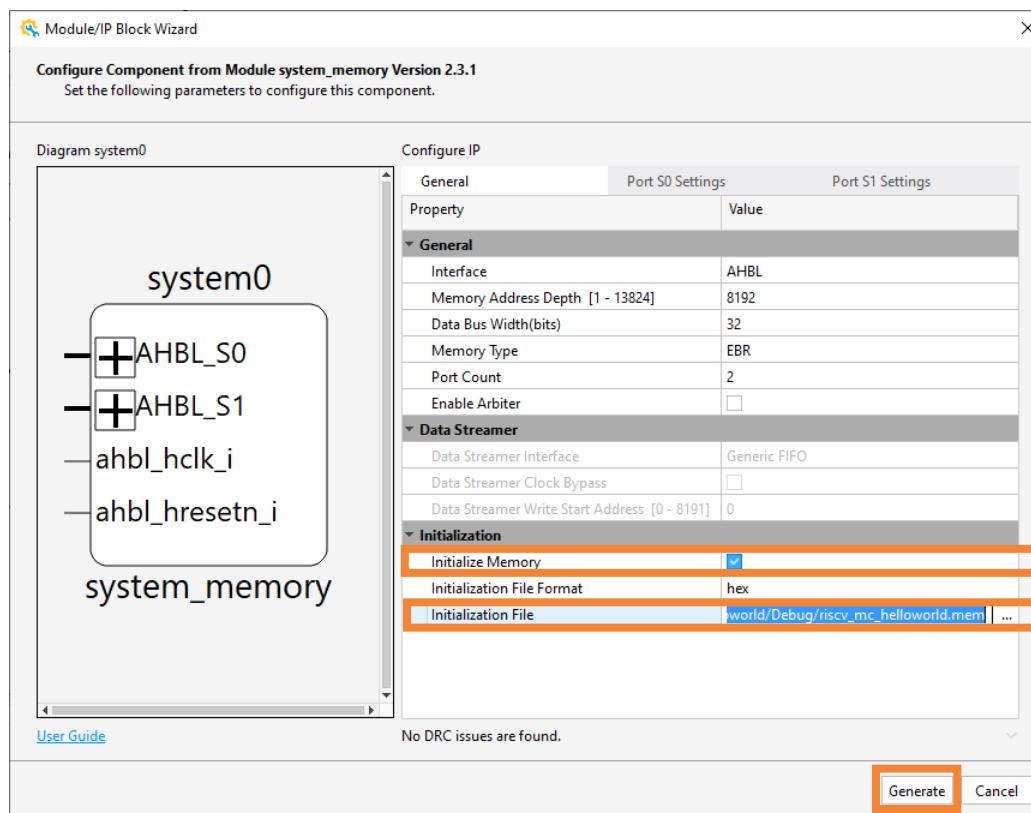 Module/IP Block Wizard
Configure Component from Module system_memory Version 2.3.1
Set the following parameters to configure this component.
Diagram system0
system0
AHBL_S0
AHBL_S1
ahbl_hclk_i
ahbl_hresetn_i
system_memory
User Guide
Configure IP
General Port S0 Settings Port S1 Settings
Property Value
General
Interface AHBL
Memory Address Depth [1 - 13824] 8192
Data Bus Width(bits) 32
Memory Type EBR
Port Count 2
Enable Arbiter
Data Streamer
Data Streamer Interface Generic FIFO
Data Streamer Clock Bypass
Data Streamer Write Start Address [0 - 8191] 0
Initialization
Initialize Memory
Initialization File Format hex
Initialization File world/Debug/riscv_mc_helloworld.mem ...
No DRC issues are found.
Generate Cancel